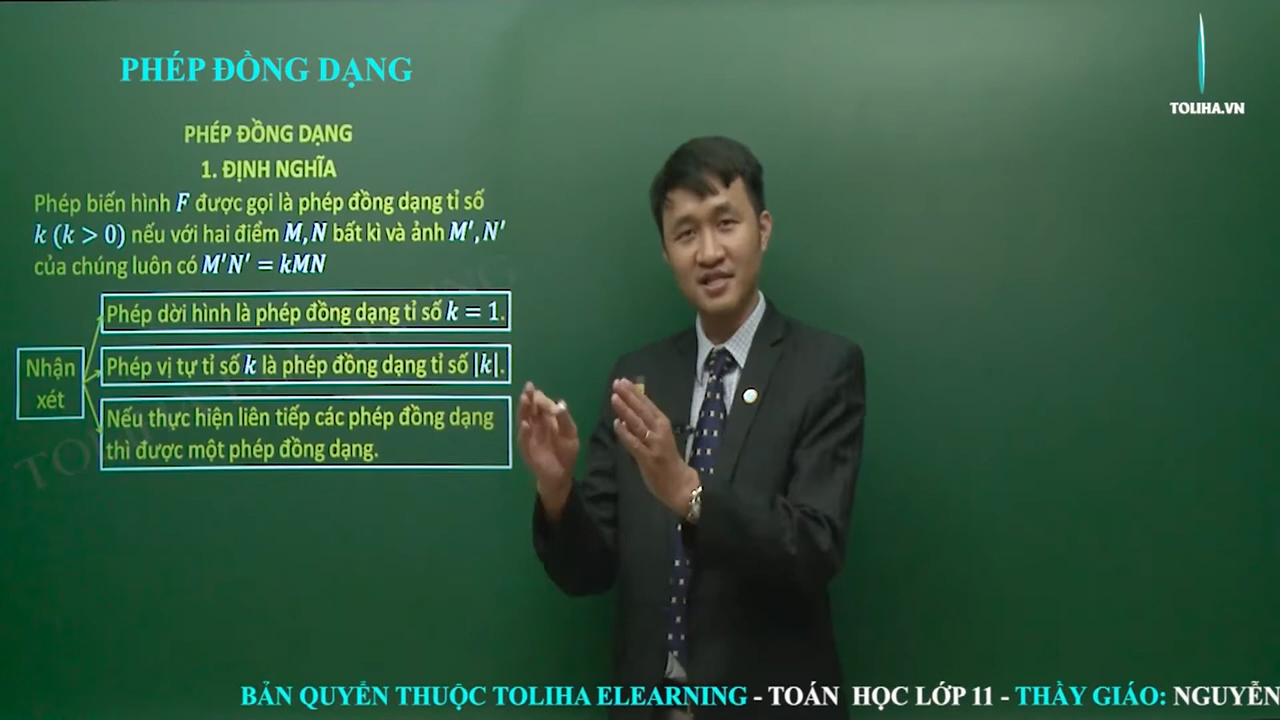 PHÉP ĐỒNG DẠNG
TOLIHA.VN
PHÉP ĐỒNG DẠNG
1. ĐỊNH NGHĨA
Phép biến hình F được gọi là phép đồng dạng tỉ số
k (k > 0) nếu với hai điểm M, N bất kì và ảnh M', N'
của chúng luôn có M'N' = kMN
Nhận
xét
Phép dời hình là phép đồng dạng tỉ số k = 1.
Phép vị tự tỉ số k là phép đồng dạng tỉ số |k|.
Nếu thực hiện liên tiếp các phép đồng dạng
thì được một phép đồng dạng.
BẢN QUYỀN THUỘC TOLIHA ELEARNING - TOÁN HỌC LỚP 11 - THẦY GIÁO: NGUYỄN